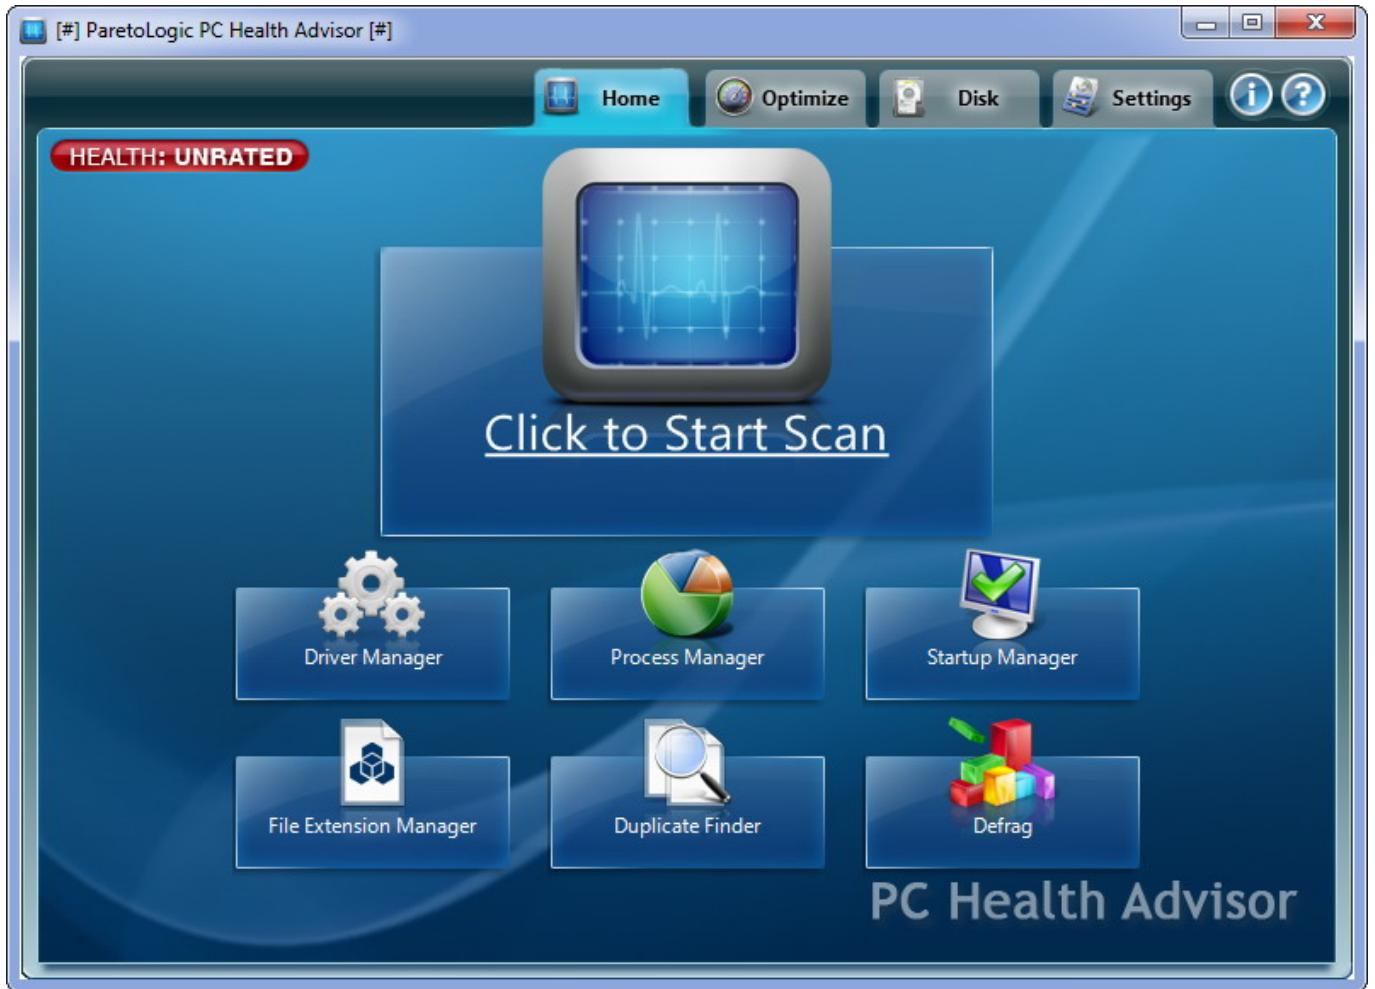 [#] ParetoLogic PC Health Advisor [#]
Home
Optimize
Disk
Settings
i
?
HEALTH: UNRATED
Click to Start Scan
Driver Manager
Process Manager
Startup Manager
File Extension Manager
Duplicate Finder
Defrag
PC Health Advisor